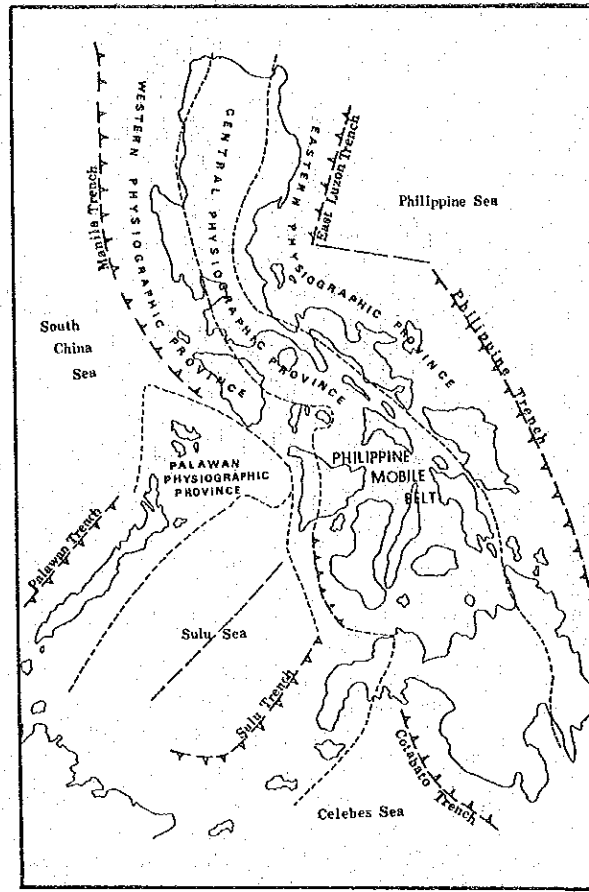 WESTERN PHYSIOGRAPHIC PROVINCE
CENTRAL PHYSIOGRAPHIC PROVINCE
EASTERN PHYSIOGRAPHIC PROVINCE
Manila Trench
East Luzon Trench
Philippine Sea
Philippine Trench
South
China
Sea
PALAWAN
PHYSIOGRAPHIC
PROVINCE
PHILIPPINE
MOBILE
BELT
Palawan Trench
Sulu Sea
Sulu Trench
Cotabato Trench
Celebes Sea